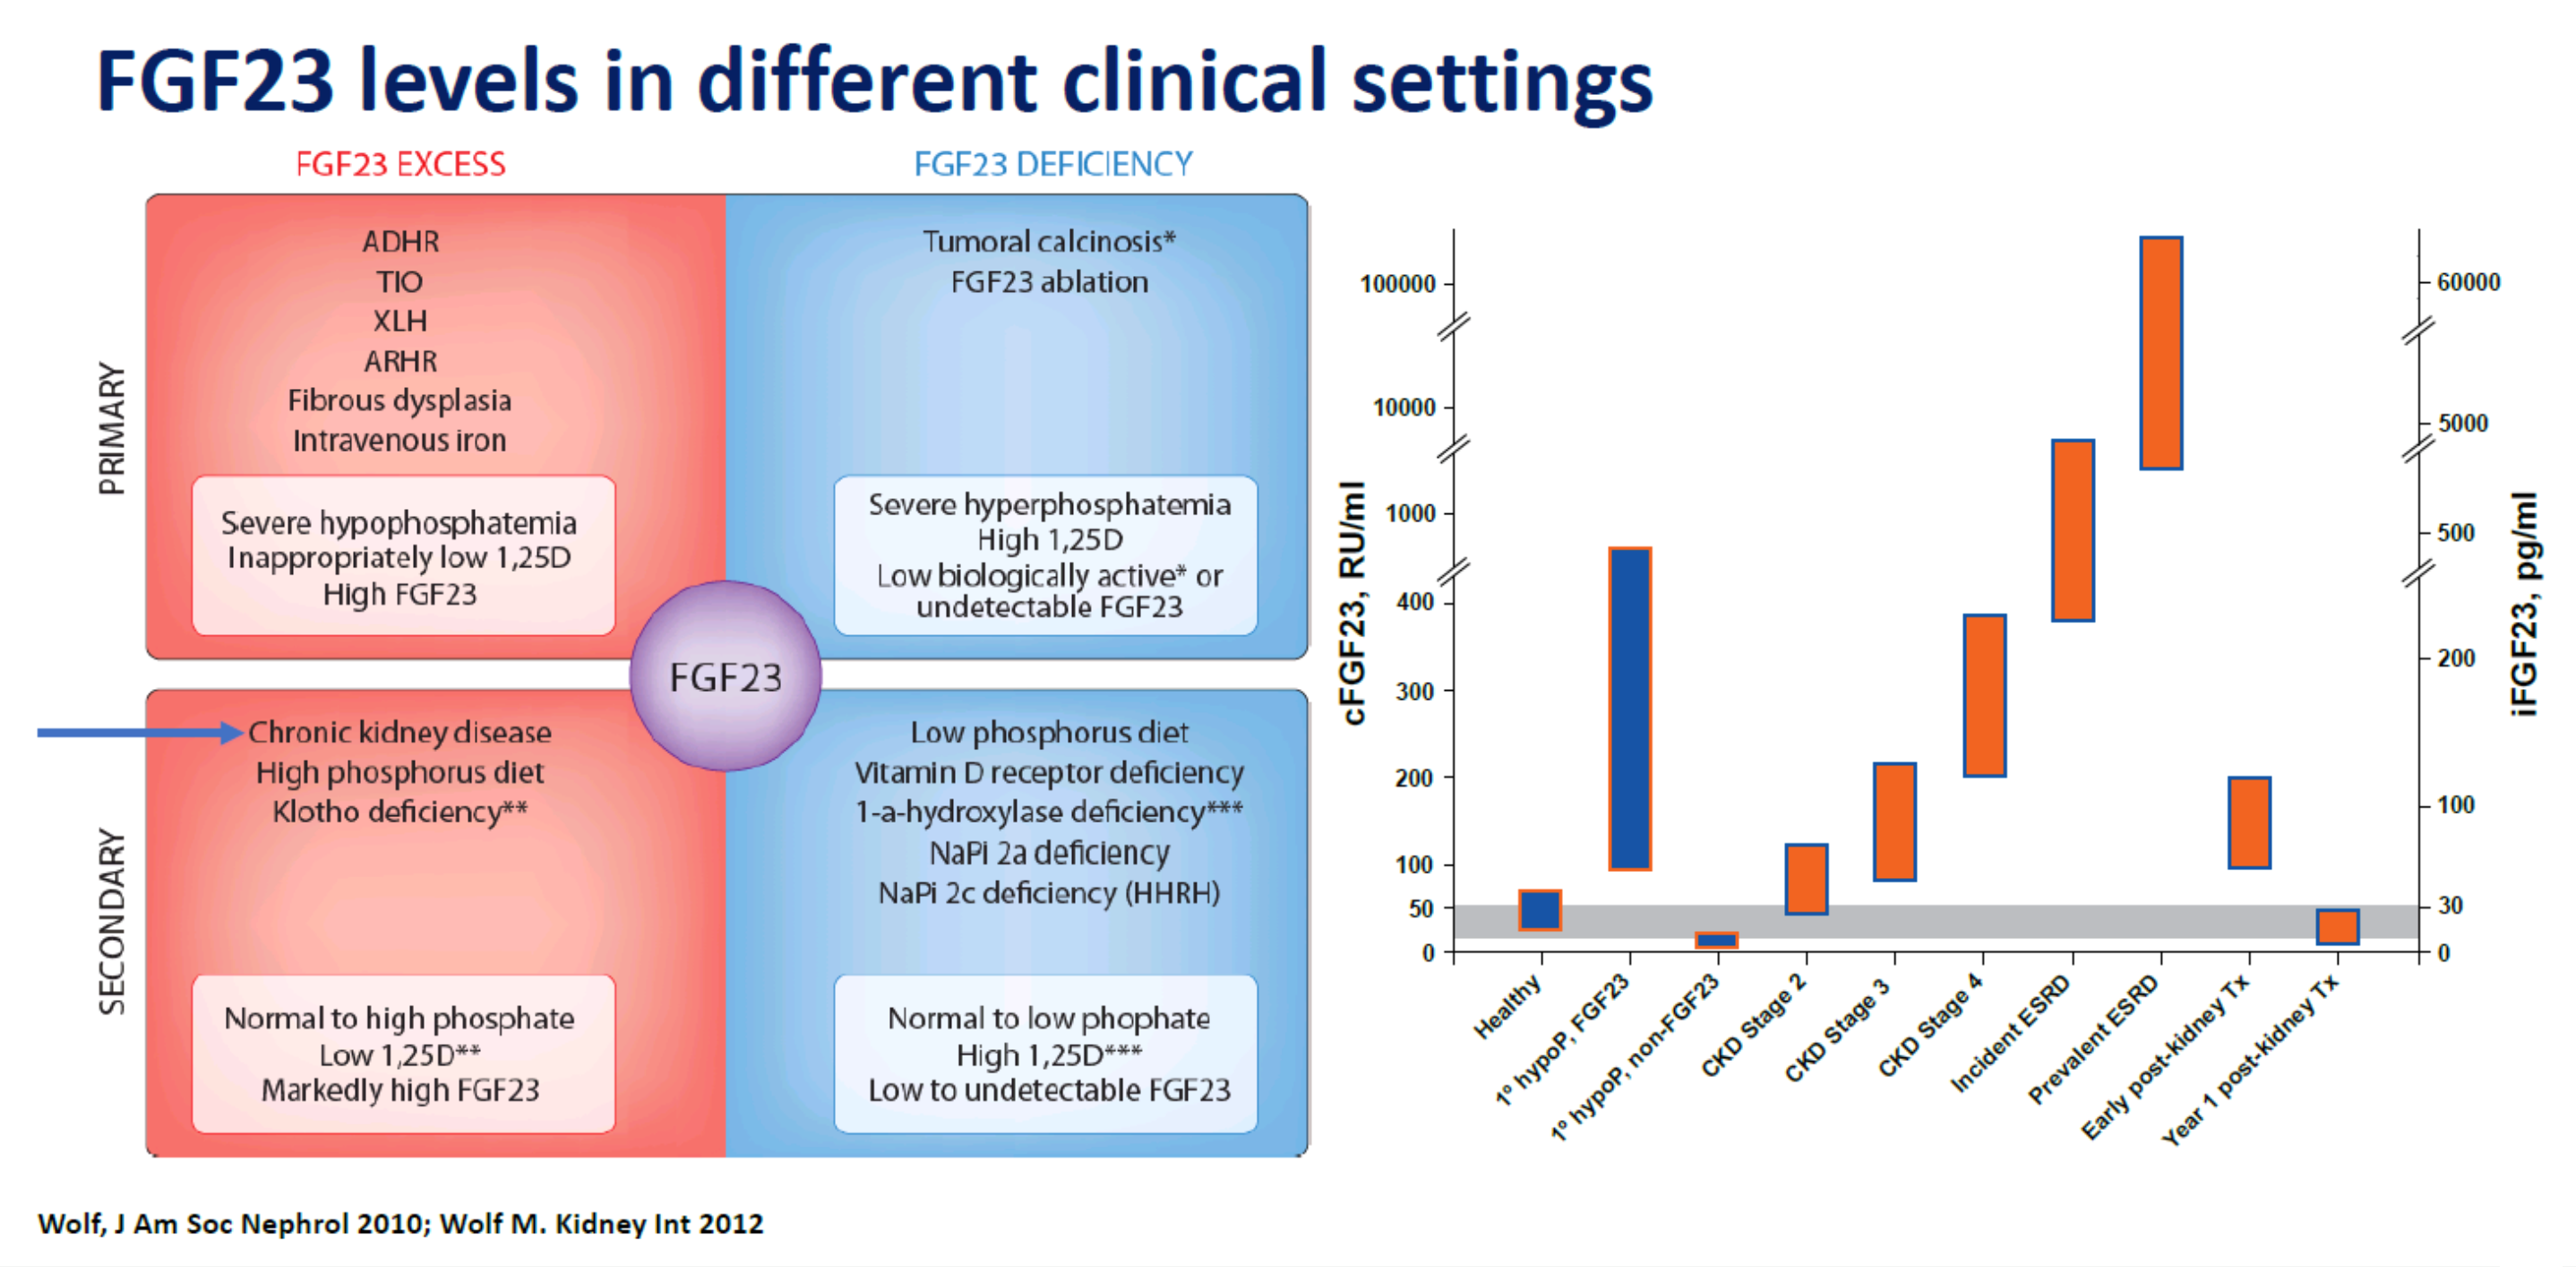 FGF23 levels in different clinical settings
FGF23 EXCESS
FGF23 DEFICIENCY
PRIMARY
ADHR
TIO
XLH
ARHR
Fibrous dysplasia
Intravenous iron
Severe hypophosphatemia
Inappropriately low 1,25D
High FGF23
Tumoral calcinosis*
FGF23 ablation
Severe hyperphosphatemia
High 1,25D
Low biologically active* or
undetectable FGF23
FGF23
SECONDARY
Chronic kidney disease
High phosphorus diet
Klotho deficiency**
Normal to high phosphate
Low 1,25D**
Markedly high FGF23
Low phosphorus diet
Vitamin D receptor deficiency
1-a-hydroxylase deficiency***
NaPi 2a deficiency
NaPi 2c deficiency (HHRH)
Normal to low phophate
High 1,25D***
Low to undetectable FGF23
cFGF23, RU/ml
100000
10000
1000
400
300
200
100
50
0
iFGF23, pg/ml
60000
5000
500
200
100
30
0
Healthy
1º hypoP, FGF23
1º hypoP, non-FGF23
CKD Stage 2
CKD Stage 3
CKD Stage 4
Incident ESRD
Prevalent ESRD
Early post-kidney Tx
Year 1 post-kidney Tx
Wolf, J Am Soc Nephrol 2010; Wolf M. Kidney Int 2012